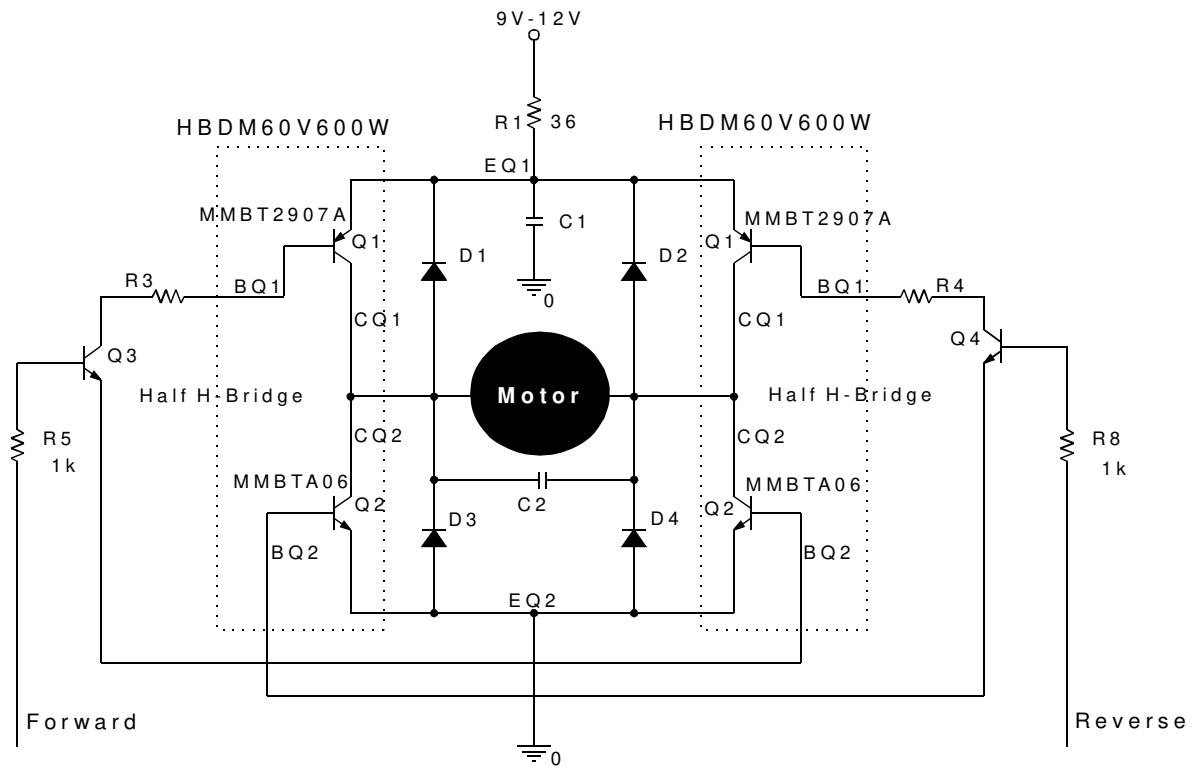 9V-12V
HBDM60V600W
R1 36
HBDM60V600W
EQ1
MMBT2907A
C1
MMBT2907A
Q1
Q1
D1
D2
R3
BQ1
0
BQ1
R4
CQ1
CQ1
Q3
Q4
Half H-Bridge
Motor
Half H-Bridge
R5
1k
CQ2
CQ2
R8
1k
MMBTA06
MMBTA06
Q2
C2
Q2
D3
D4
BQ2
BQ2
EQ2
Forward
Reverse
0